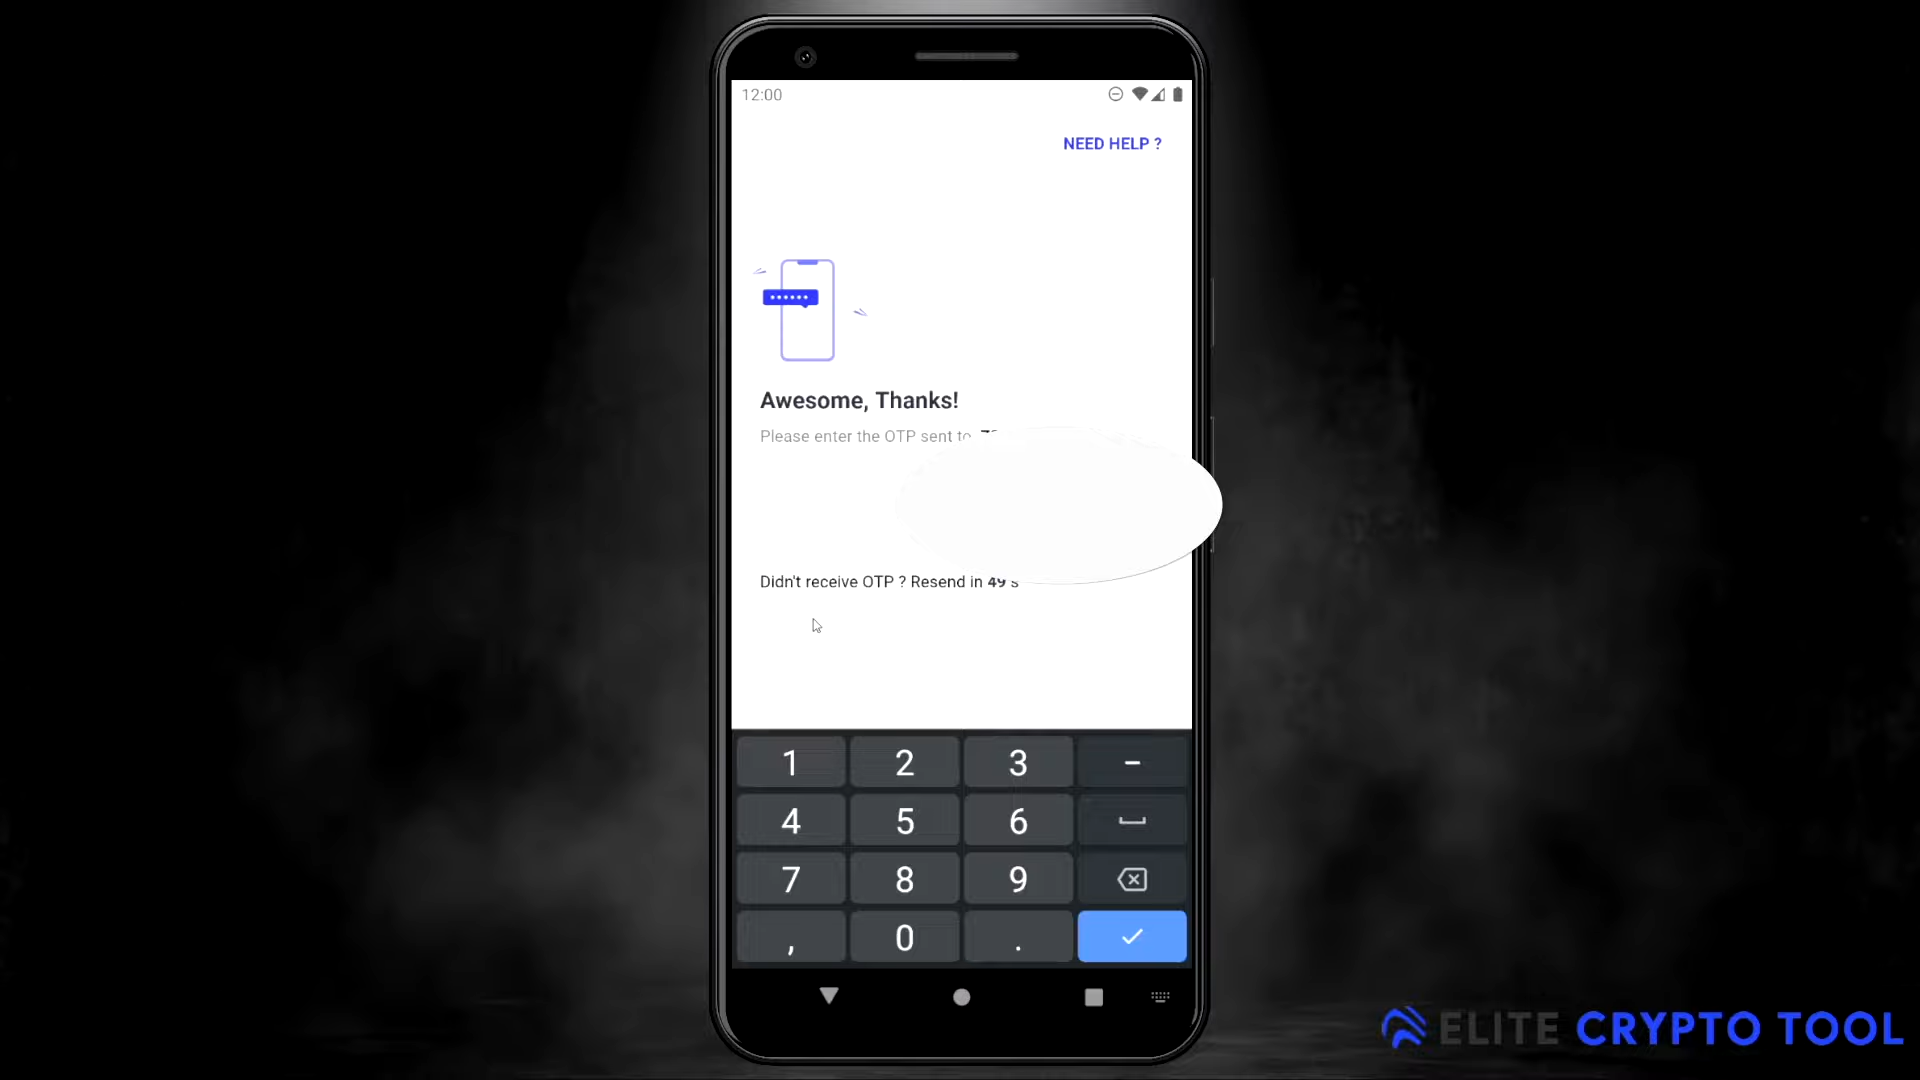 12:00
NEED HELP ?
Awesome, Thanks!
Please enter the OTP sent to
Didn't receive OTP ? Resend in 49 s
1 2 3 -
4 5 6
7 8 9
, 0 .
ELITE CRYPTO TOOL